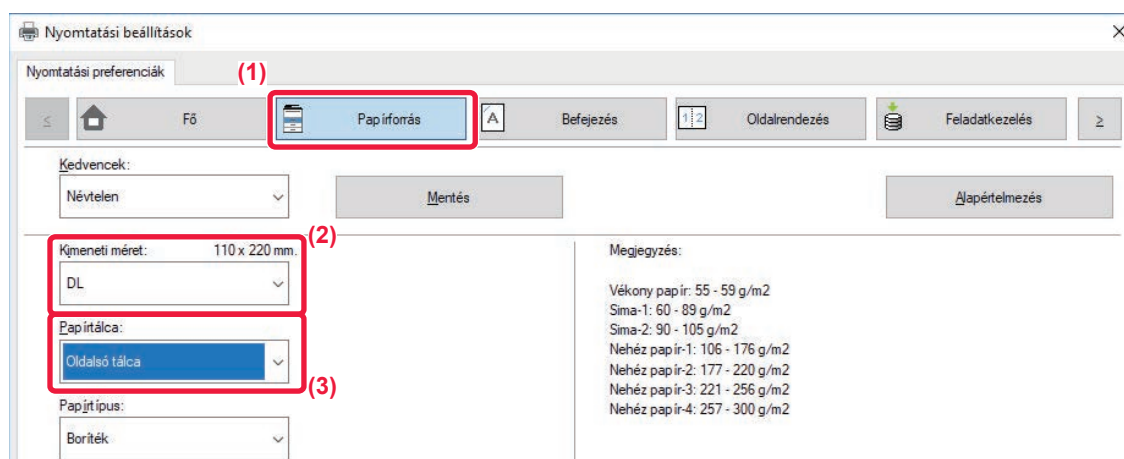 Nyomtatási beállítások
Nyomtatási preferenciák
(1)
≤ Fő Papírforrás A Befejezés 1 2 Oldalrendezés Feladatkezelés ≥
Kedvencek:
Névtelen Mentés Alapértelmezés
(2)
Kimeneti méret: 110 x 220 mm.
DL
Papírtálca:
Oldalsó tálca
(3)
Papírtípus:
Boríték
Megjegyzés:
Vékony papír: 55 - 59 g/m2
Sima-1: 60 - 89 g/m2
Sima-2: 90 - 105 g/m2
Nehéz papír-1: 106 - 176 g/m2
Nehéz papír-2: 177 - 220 g/m2
Nehéz papír-3: 221 - 256 g/m2
Nehéz papír-4: 257 - 300 g/m2